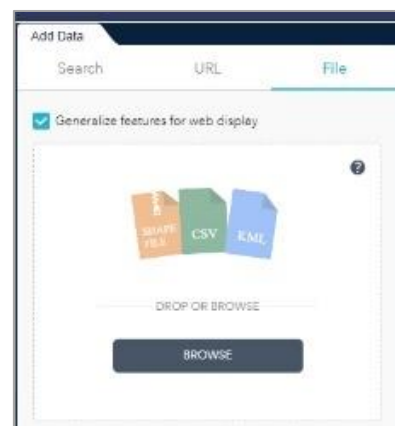 Add Data
Search URL File
Generalize features for web display
?
SHAPE FILE CSV KML
DROP OR BROWSE
BROWSE